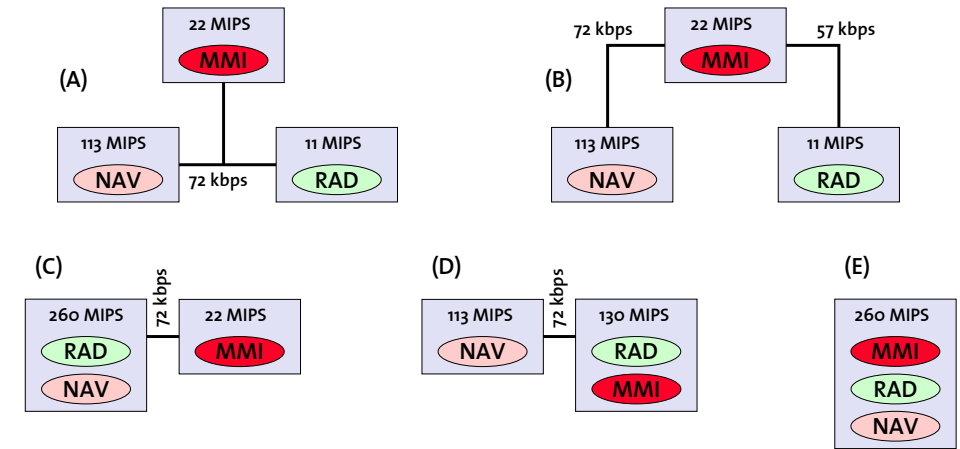 (A)
22 MIPS
MMI
113 MIPS
NAV
72 kbps
11 MIPS
RAD
(B)
72 kbps
22 MIPS
MMI
57 kbps
113 MIPS
NAV
11 MIPS
RAD
(C)
260 MIPS
RAD
NAV
72 kbps
22 MIPS
MMI
(D)
113 MIPS
NAV
72 kbps
130 MIPS
RAD
MMI
(E)
260 MIPS
MMI
RAD
NAV